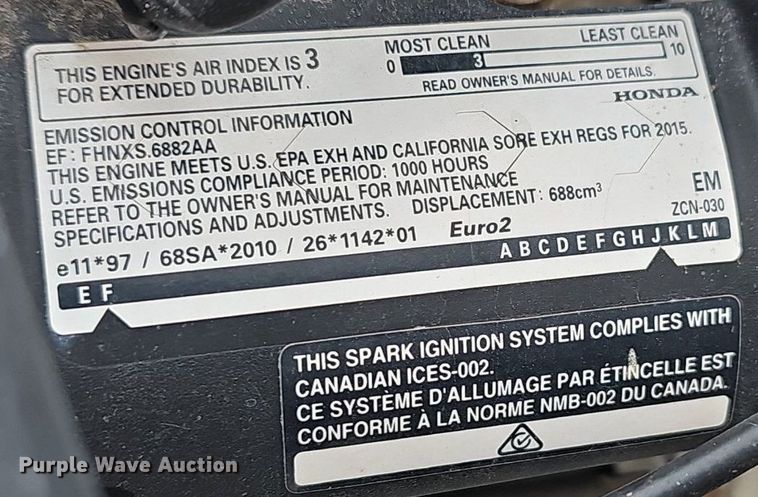 THIS ENGINE'S AIR INDEX IS 3
FOR EXTENDED DURABILITY.
MOST CLEAN LEAST CLEAN
0 3 10
READ OWNER'S MANUAL FOR DETAILS.
HONDA
EMISSION CONTROL INFORMATION
EF: FHNXS.6882AA
THIS ENGINE MEETS U.S. EPA EXH AND CALIFORNIA SORE EXH REGS FOR 2015.
U.S. EMISSIONS COMPLIANCE PERIOD: 1000 HOURS
REFER TO THE OWNER'S MANUAL FOR MAINTENANCE
SPECIFICATIONS AND ADJUSTMENTS. DISPLACEMENT: 688cm³
EM
ZCN-030
e11*97 / 68SA*2010 / 26*1142*01 Euro2
E F A B C D E F G H J K L M
THIS SPARK IGNITION SYSTEM COMPLIES WITH
CANADIAN ICES-002.
CE SYSTÈME D'ALLUMAGE PAR ÉTINCELLE EST
CONFORME À LA NORME NMB-002 DU CANADA.
Purple Wave Auction